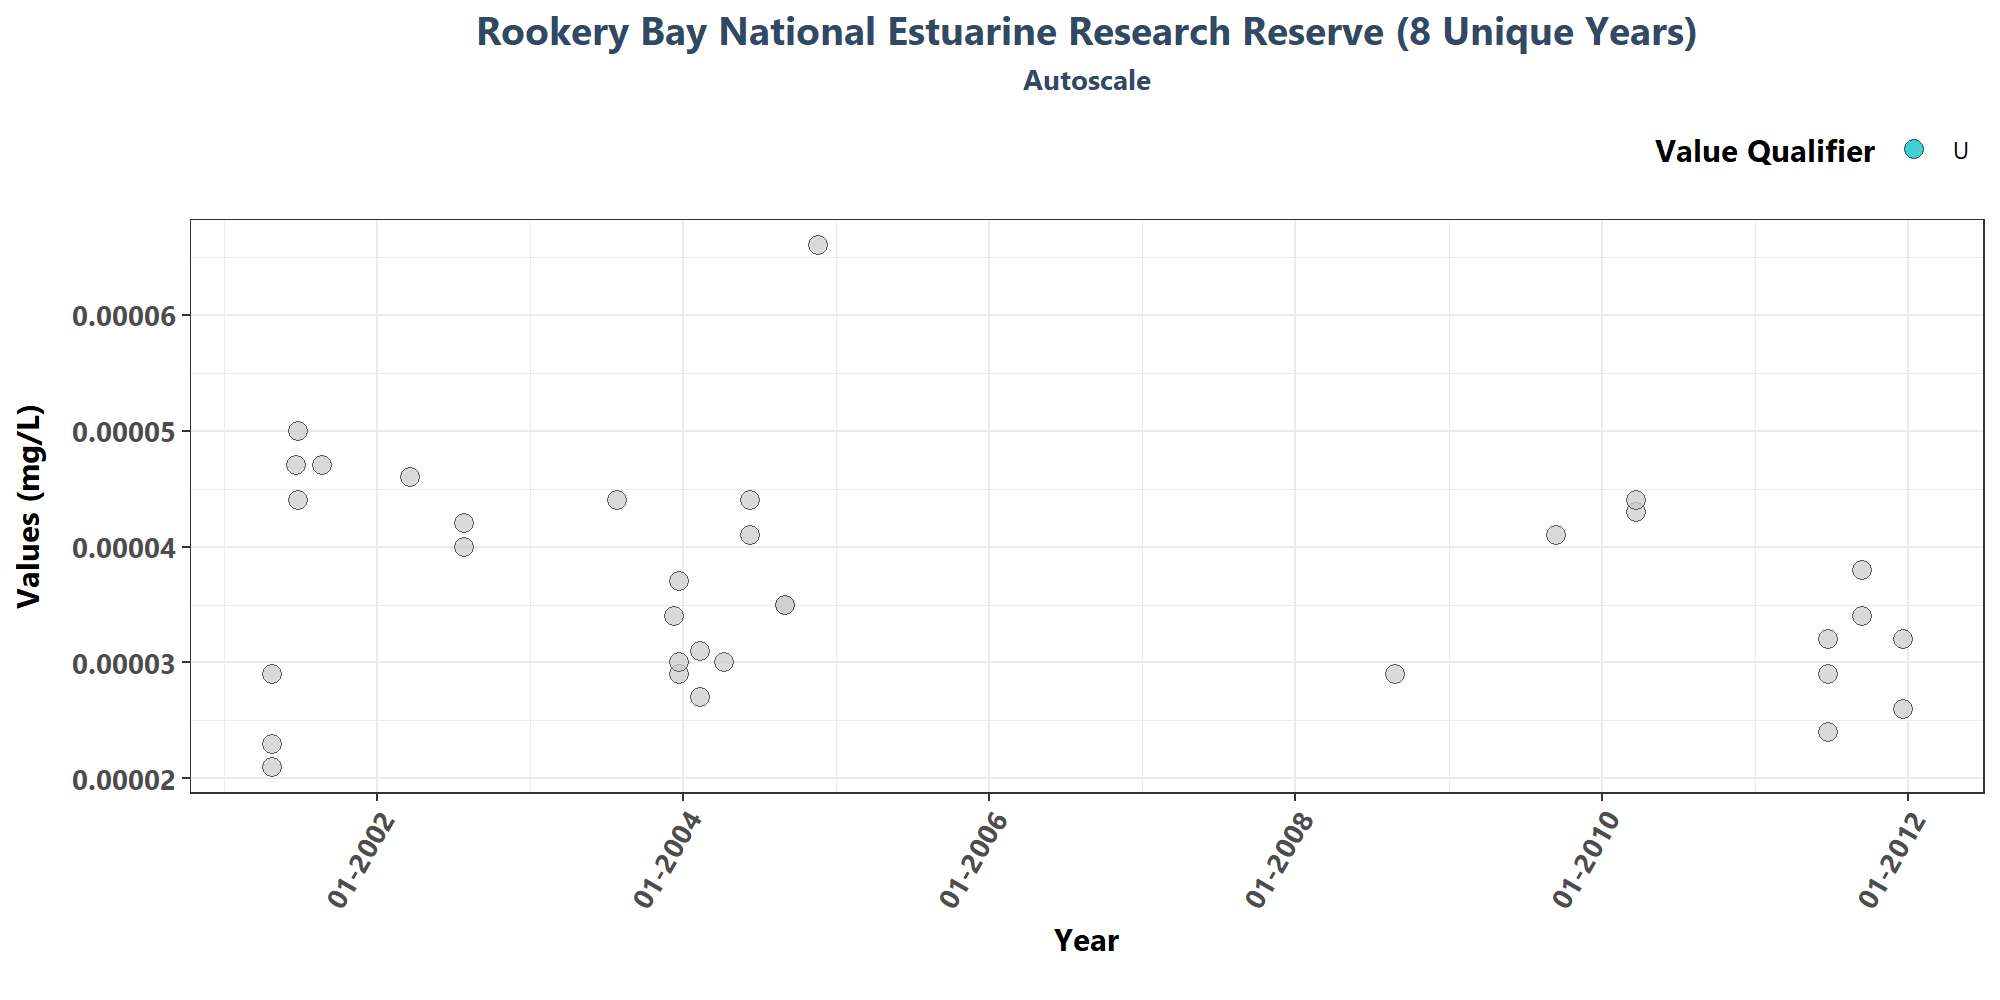 Rookery Bay National Estuarine Research Reserve (8 Unique Years)
Autoscale
Value Qualifier U
0.00006
0.00005
0.00004
0.00003
0.00002
Values (mg/L)
01-2002
01-2004
01-2006
01-2008
01-2010
01-2012
Year